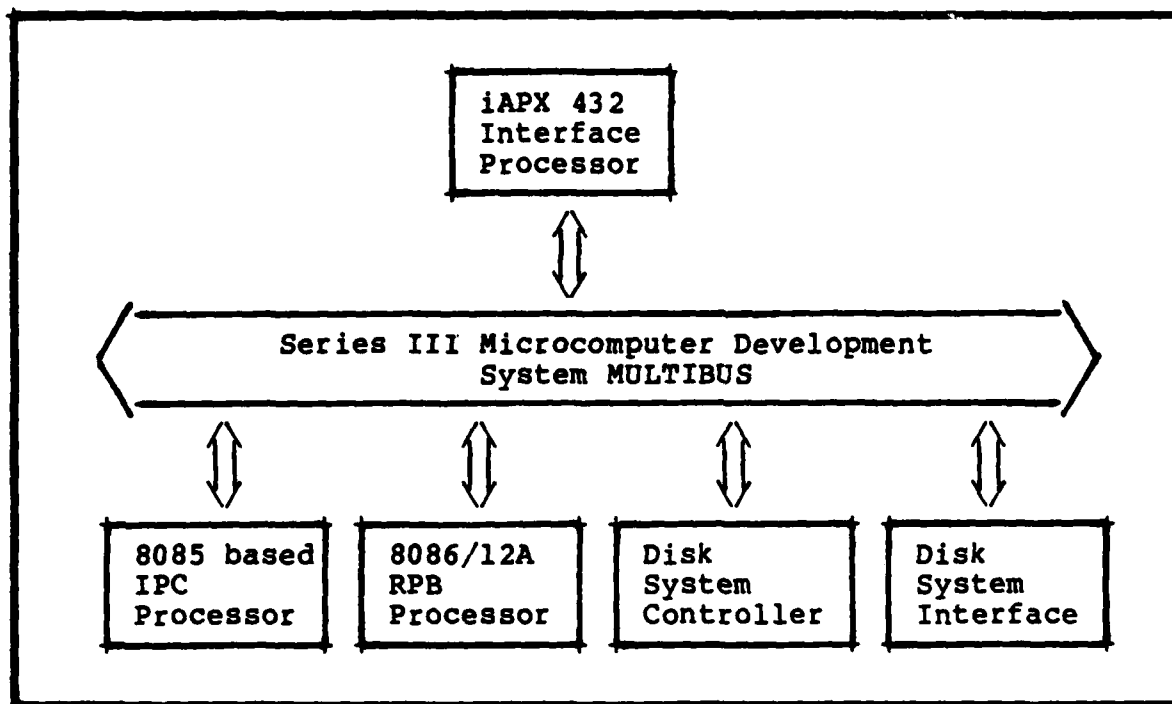 iAPX 432
Interface
Processor
Series III Microcomputer Development
System MULTIBUS
8085 based
IPC
Processor
8086/12A
RPB
Processor
Disk
System
Controller
Disk
System
Interface